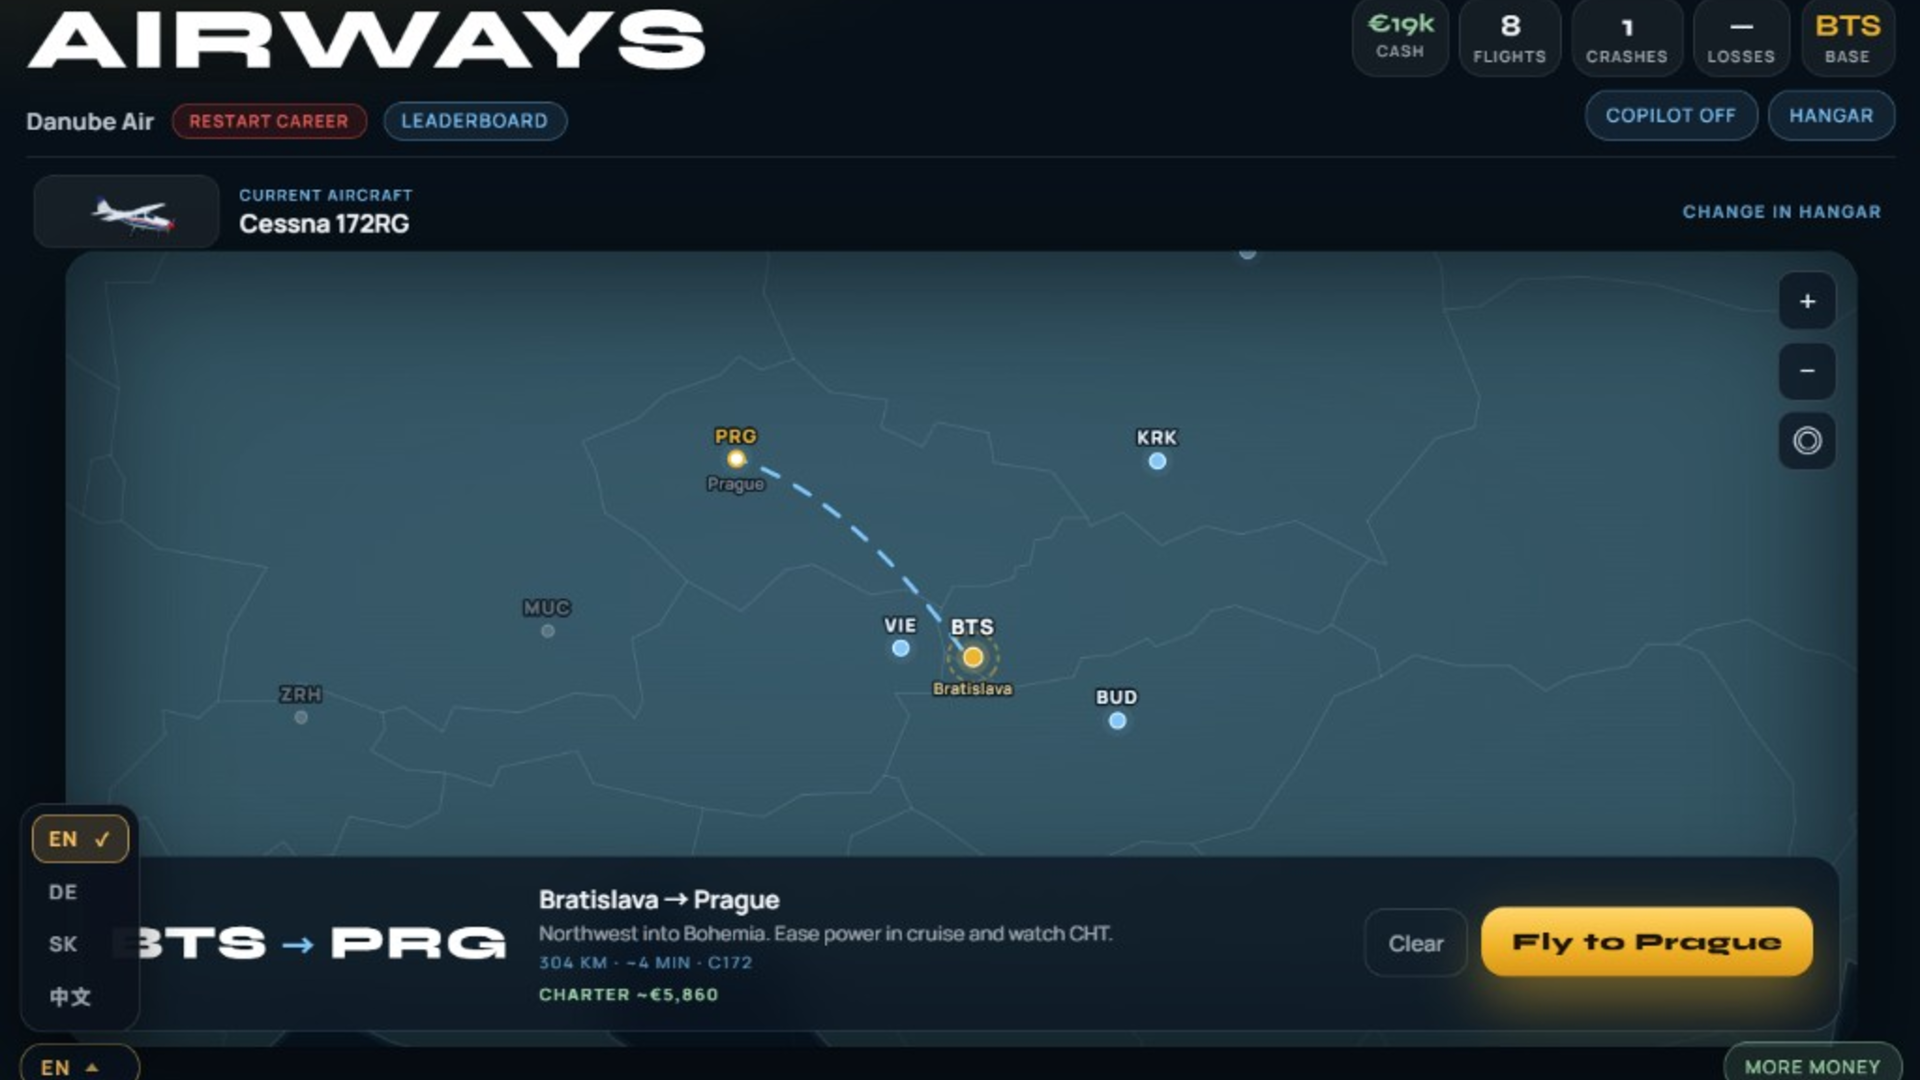 AIRWAYS
€19k
CASH
8
FLIGHTS
1
CRASHES
—
LOSSES
BTS
BASE
Danube Air
RESTART CAREER
LEADERBOARD
COPILOT OFF
HANGAR
CURRENT AIRCRAFT
Cessna 172RG
CHANGE IN HANGAR
+
−
PRG
Prague
KRK
MUC
VIE
BTS
Bratislava
ZRH
BUD
EN ✓
DE
SK
中文
BTS → PRG
Bratislava → Prague
Northwest into Bohemia. Ease power in cruise and watch CHT.
304 KM · ~4 MIN · C172
CHARTER ~€5,860
Clear
Fly to Prague
EN
MORE MONEY